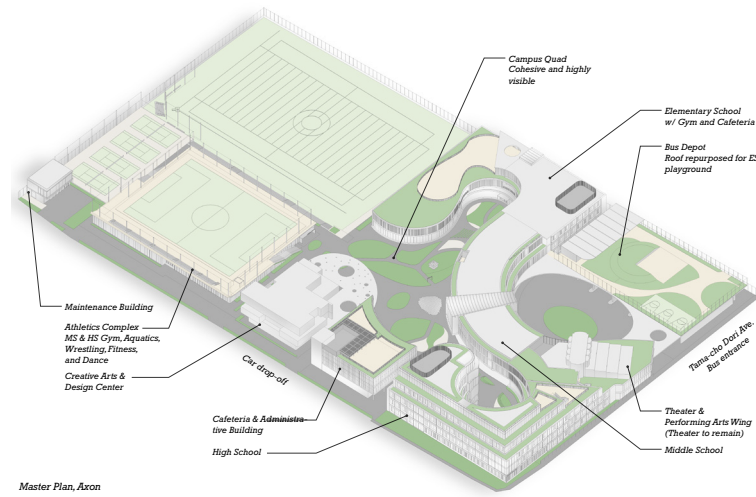 Campus Quad
Cohesive and highly
visible
Elementary School
w/ Gym and Cafeteria
Bus Depot
Roof repurposed for ES
playground
Maintenance Building
Athletics Complex
MS & HS Gym, Aquatics,
Wrestling, Fitness,
and Dance
Creative Arts &
Design Center
Car drop-off
Cafeteria & Administra-
tive Building
High School
Tama-cho Dori Ave.
Bus entrance
Theater &
Performing Arts Wing
(Theater to remain)
Middle School
Master Plan, Axon